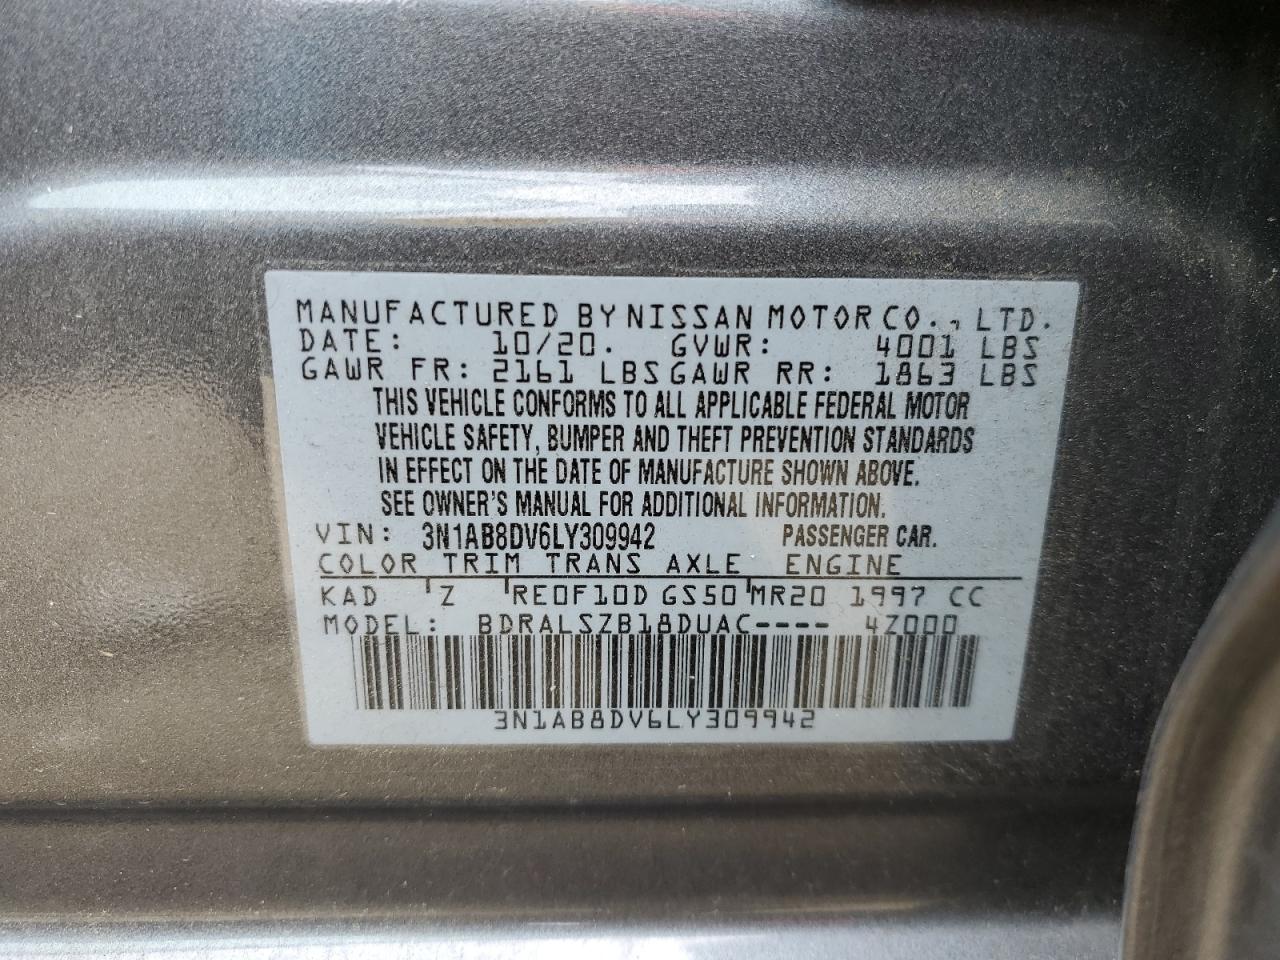 MANUFACTURED BY NISSAN MOTOR CO., LTD.
DATE: 10/20. GVWR: 4001 LBS
GAWR FR: 2161 LBS GAWR RR: 1863 LBS
THIS VEHICLE CONFORMS TO ALL APPLICABLE FEDERAL MOTOR
VEHICLE SAFETY, BUMPER AND THEFT PREVENTION STANDARDS
IN EFFECT ON THE DATE OF MANUFACTURE SHOWN ABOVE.
SEE OWNER'S MANUAL FOR ADDITIONAL INFORMATION.
VIN: 3N1AB8DV6LY309942 PASSENGER CAR.
COLOR TRIM TRANS AXLE ENGINE
KAD Z RE0F10D GS50 MR20 1997 CC
MODEL: BDRALSZB18DUAC---- 4Z000
3N1AB8DV6LY309942